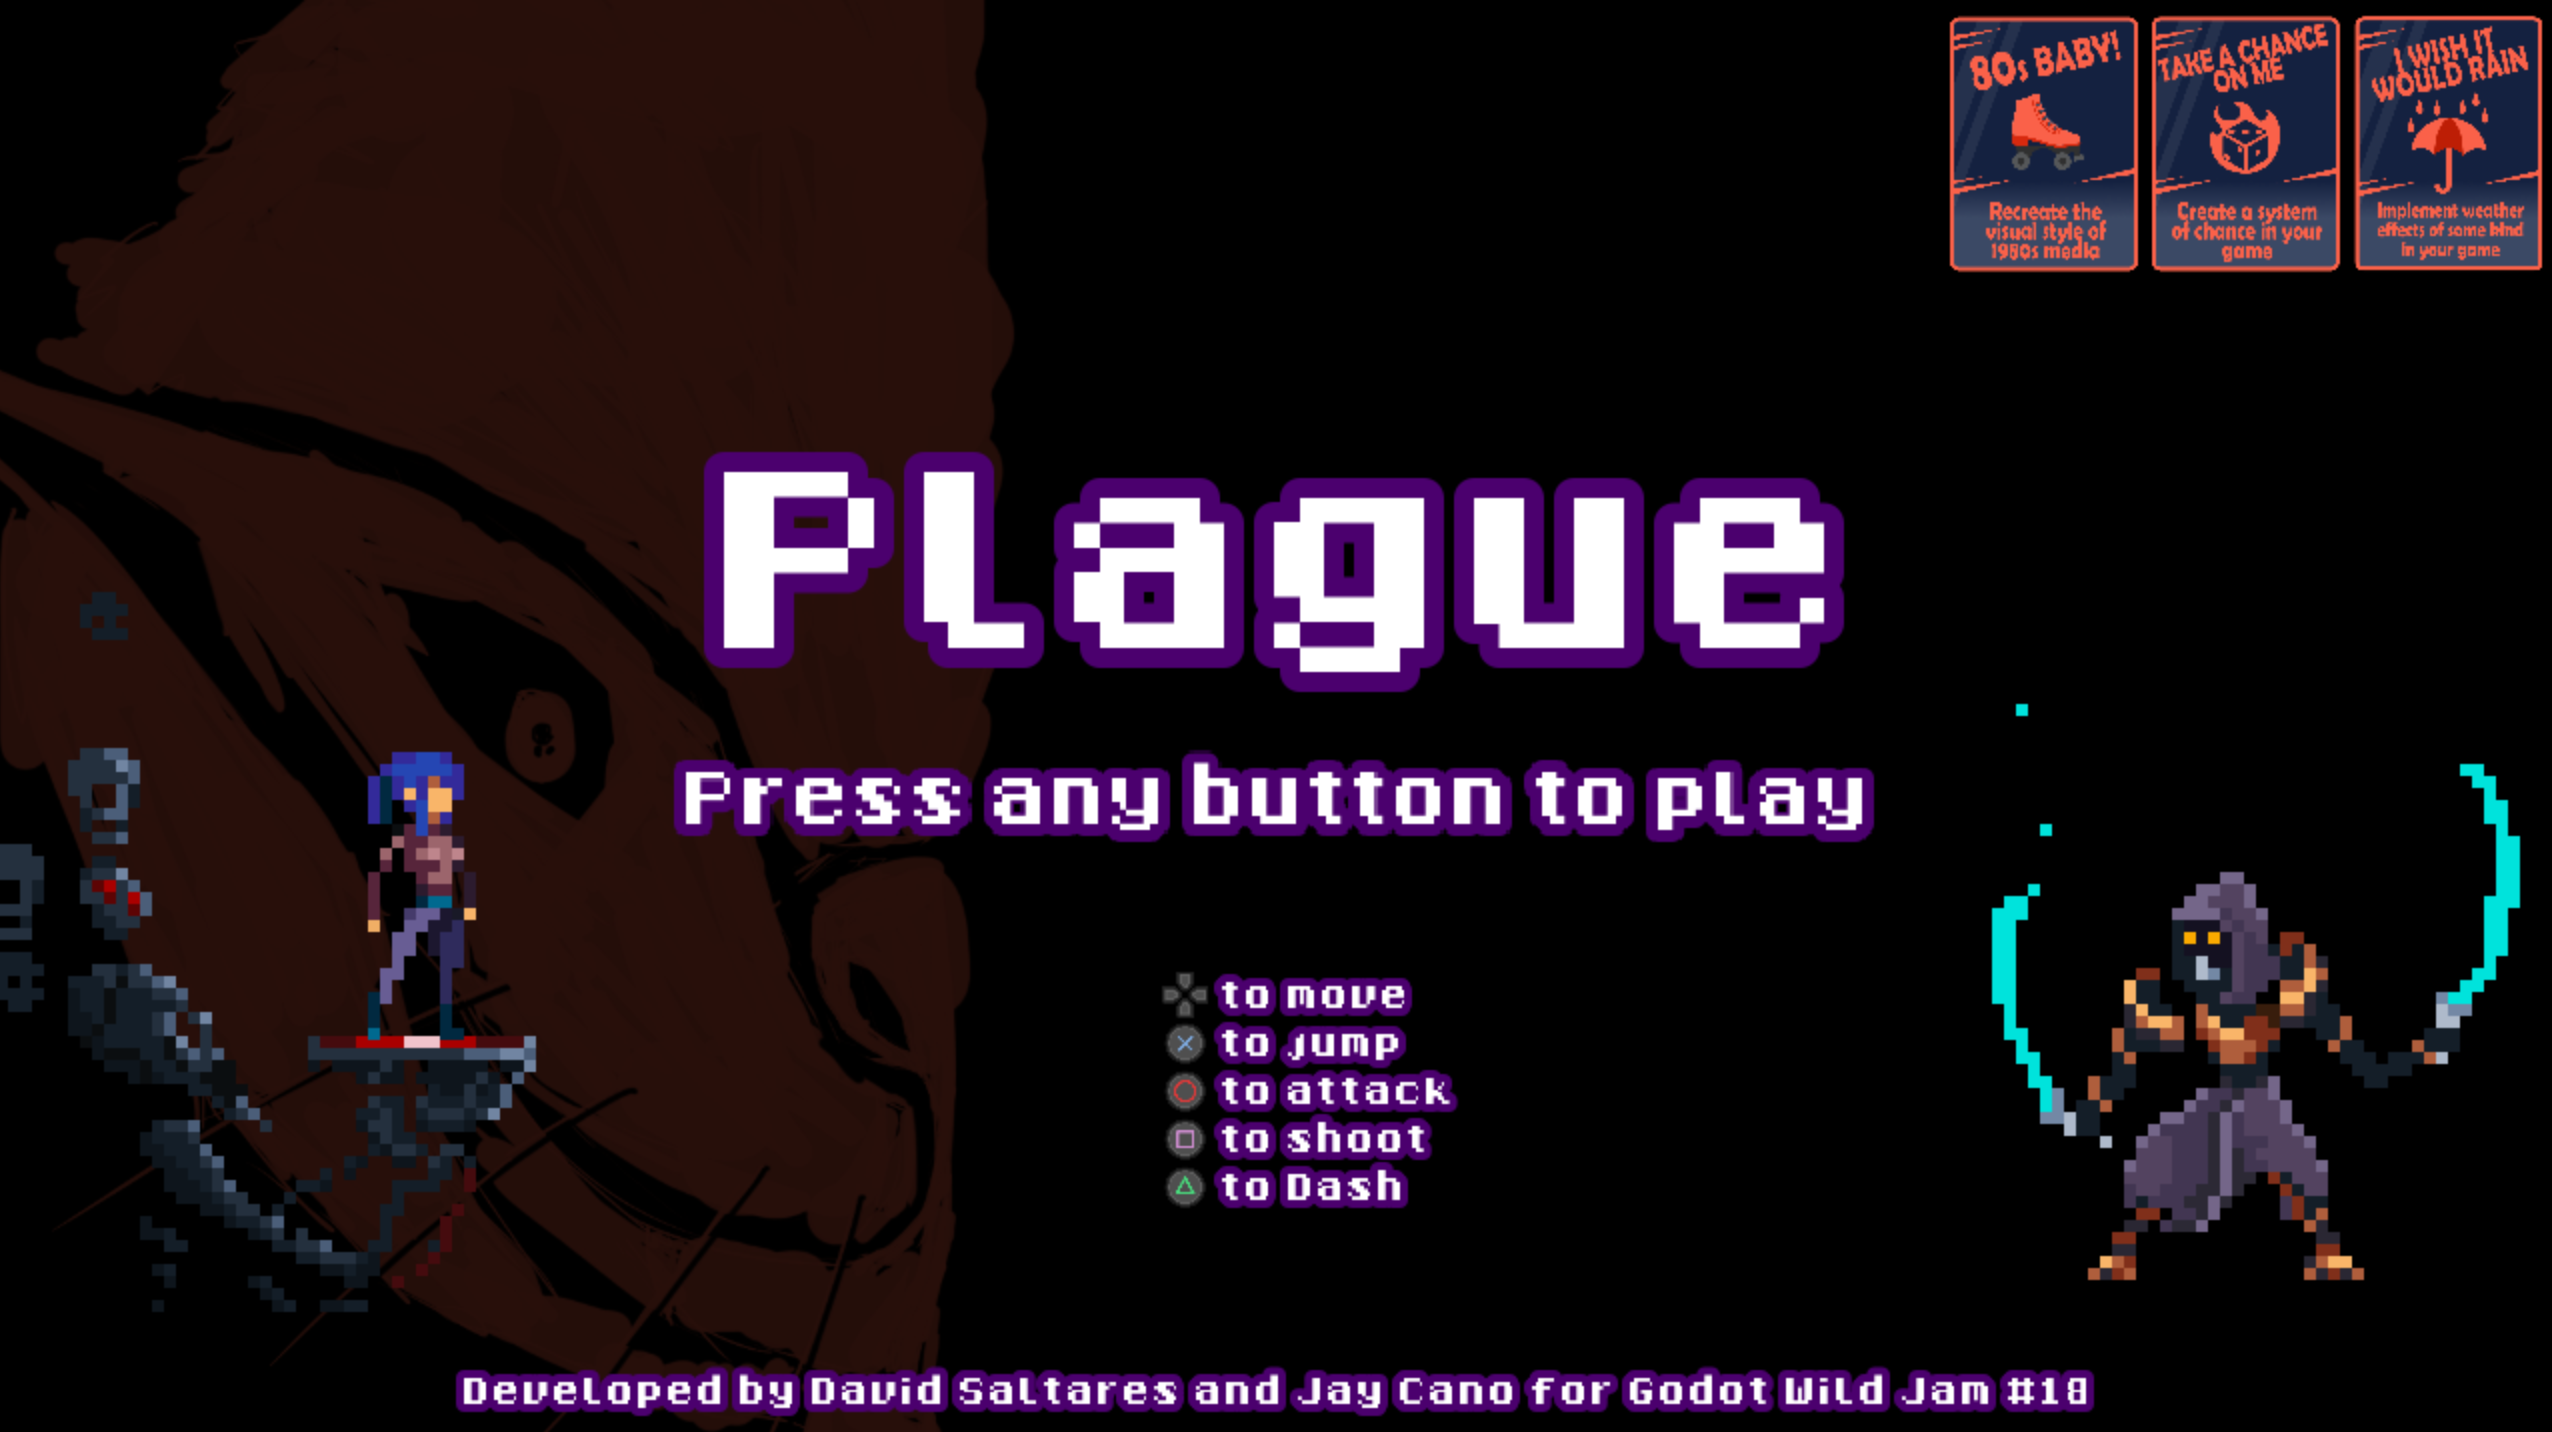 80s BABY!
Recreate the
visual style of
1980s media
TAKE A CHANCE
ON ME
Create a system
of chance in your
game
I WISH IT
WOULD RAIN
Implement weather
effects of some kind
in your game
Plague
Press any button to play
to move
to jump
to attack
to shoot
to Dash
Developed by David Saltares and Jay Cano for Godot Wild Jam #18